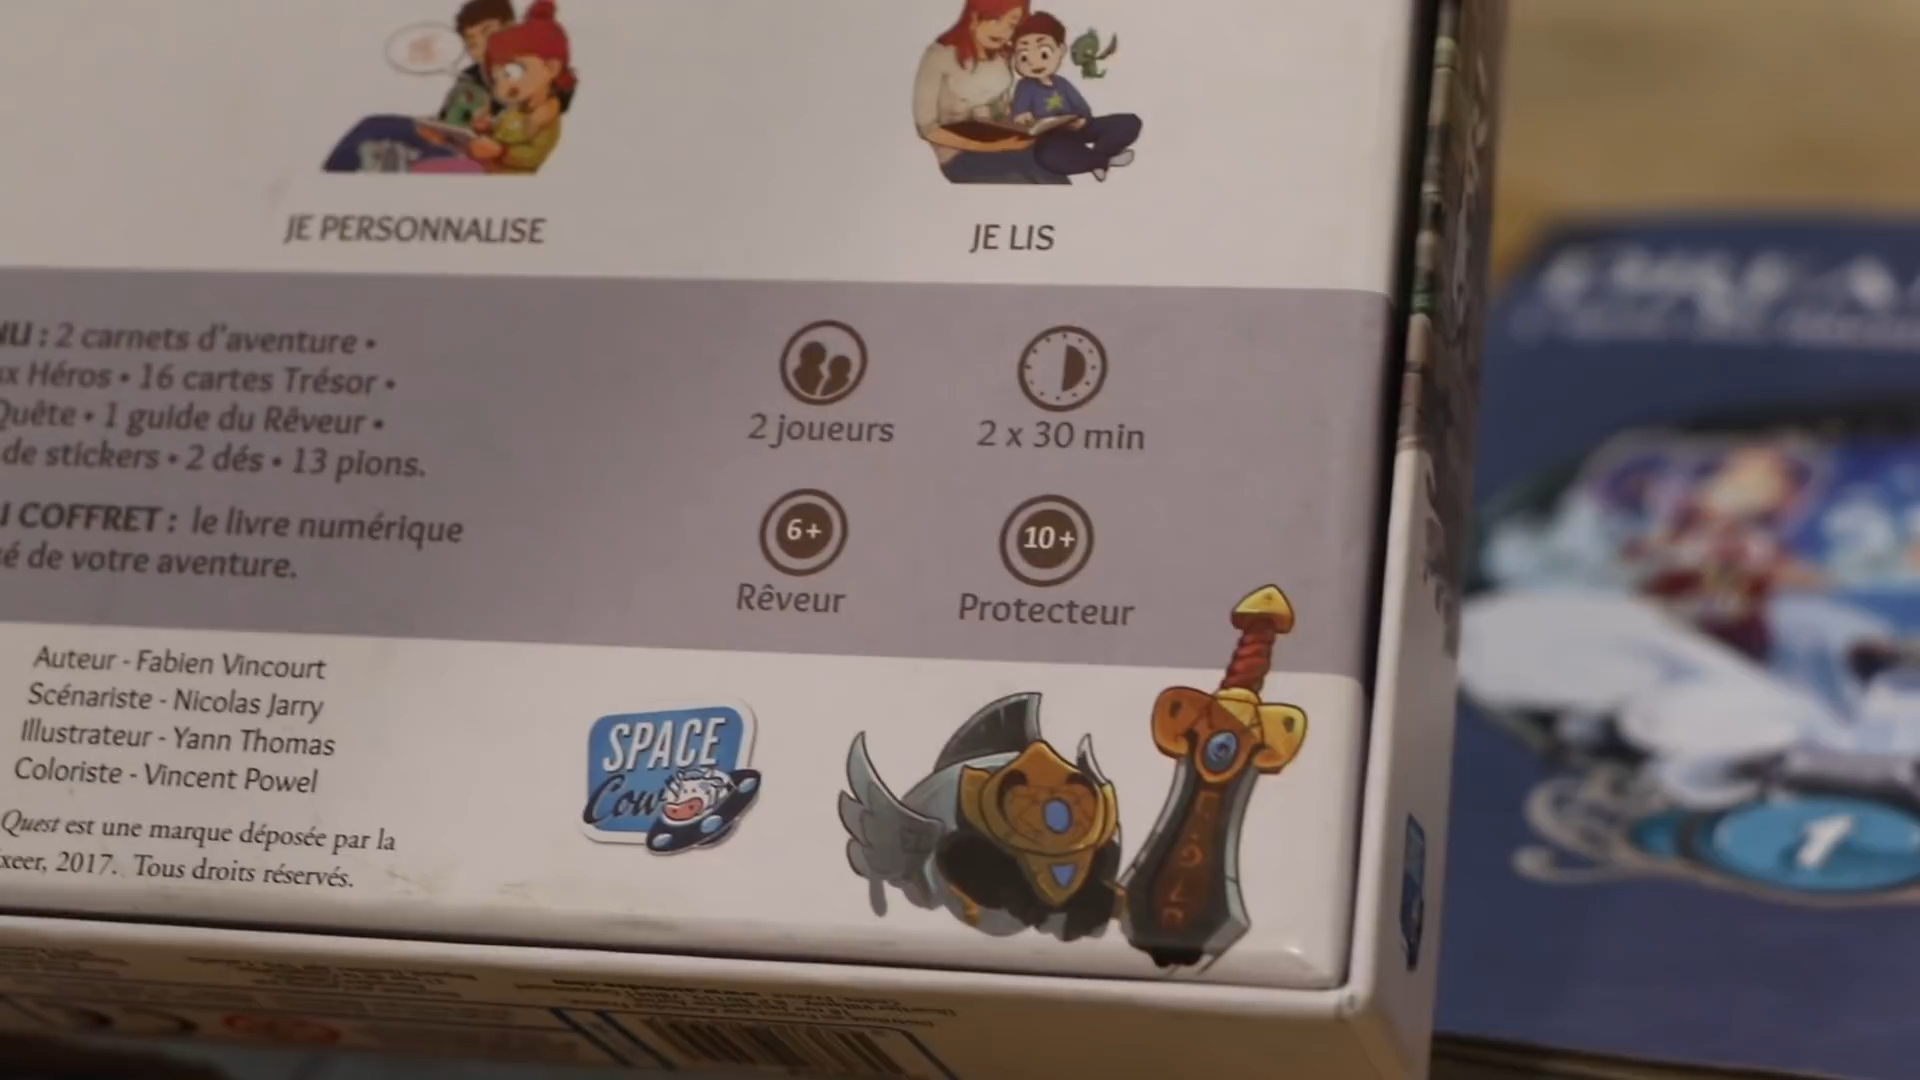 JE PERSONNALISE
JE LIS
NU : 2 carnets d'aventure •
ux Héros • 16 cartes Trésor •
Quête • 1 guide du Rêveur •
de stickers • 2 dés • 13 pions.
COFFRET : le livre numérique
é de votre aventure.
2 joueurs
2 x 30 min
6+
10+
Rêveur
Protecteur
Auteur - Fabien Vincourt
Scénariste - Nicolas Jarry
Illustrateur - Yann Thomas
Coloriste - Vincent Powel
Quest est une marque déposée par la
xeer, 2017. Tous droits réservés.
SPACE
Cow
1